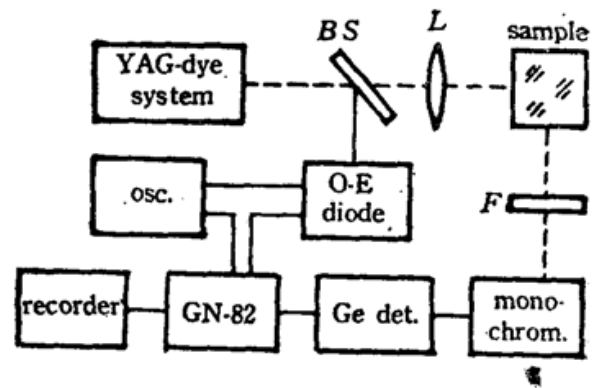 BS
L
sample
YAG-dye
system
osc.
O-E
diode
F
recorder
GN-82
Ge det.
mono-
chrom.